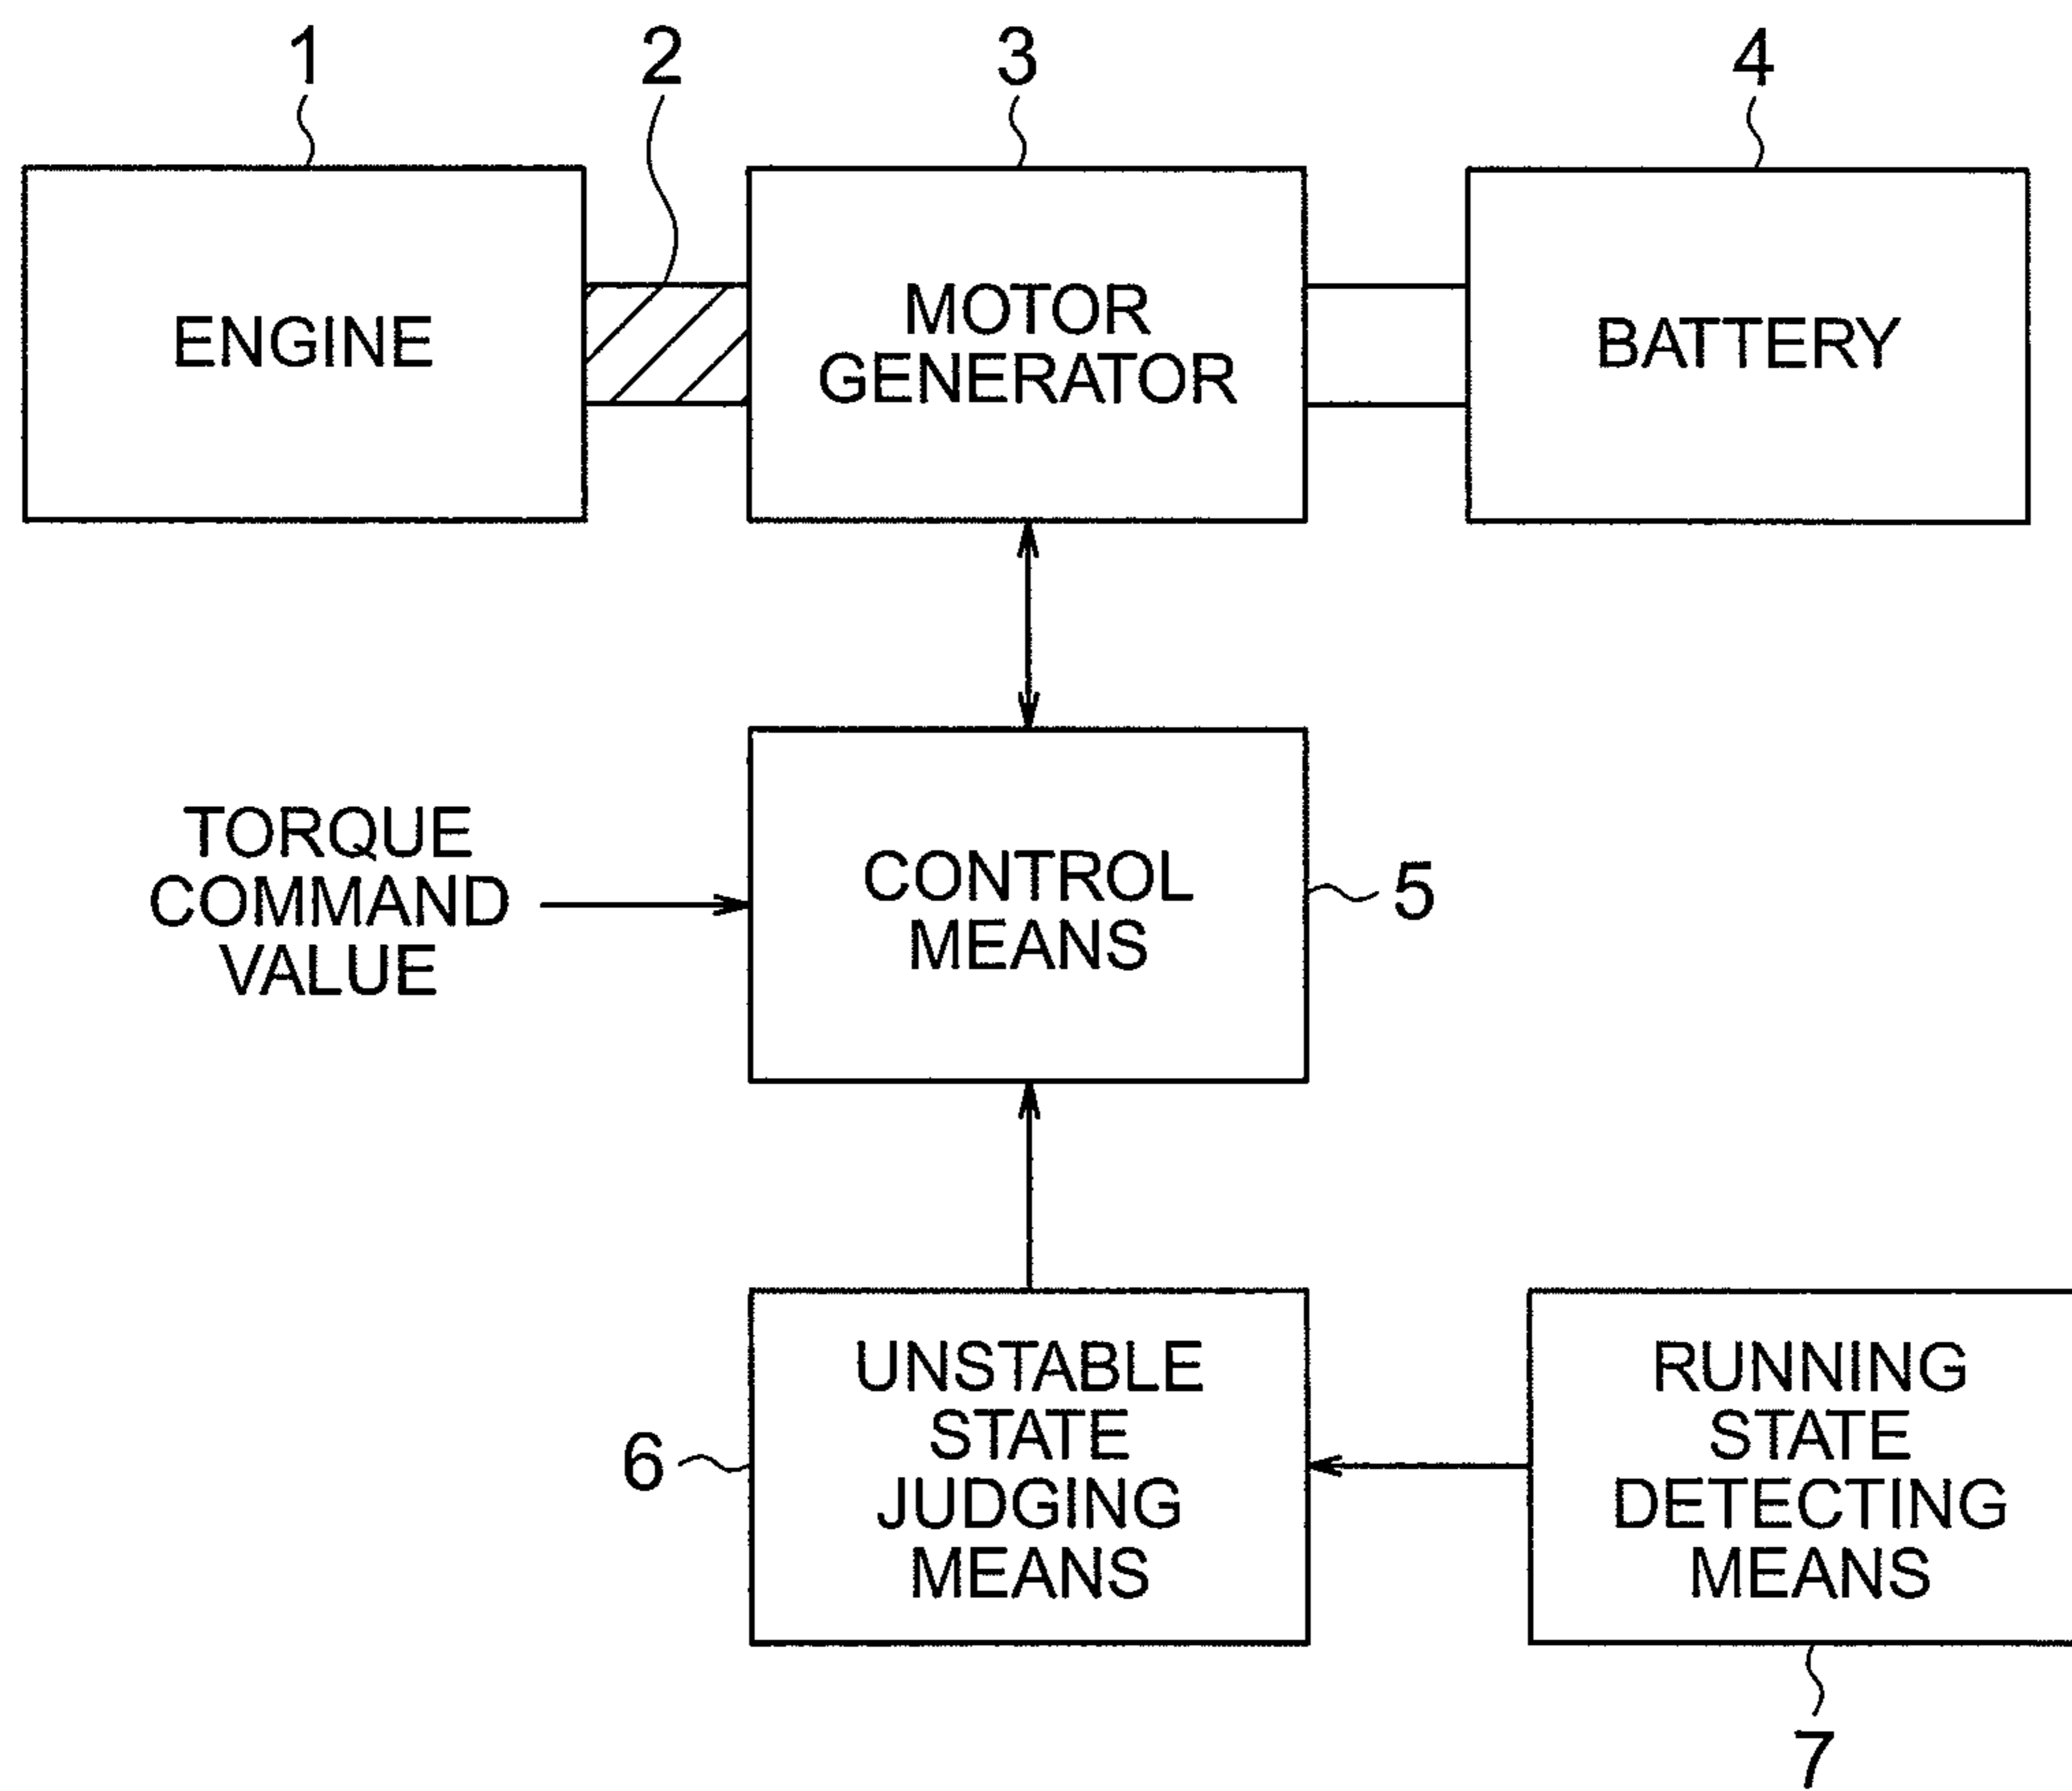 1
2
3
4
ENGINE
MOTOR
GENERATOR
BATTERY
TORQUE
COMMAND
VALUE
CONTROL
MEANS
5
UNSTABLE
STATE
JUDGING
MEANS
6
RUNNING
STATE
DETECTING
MEANS
7